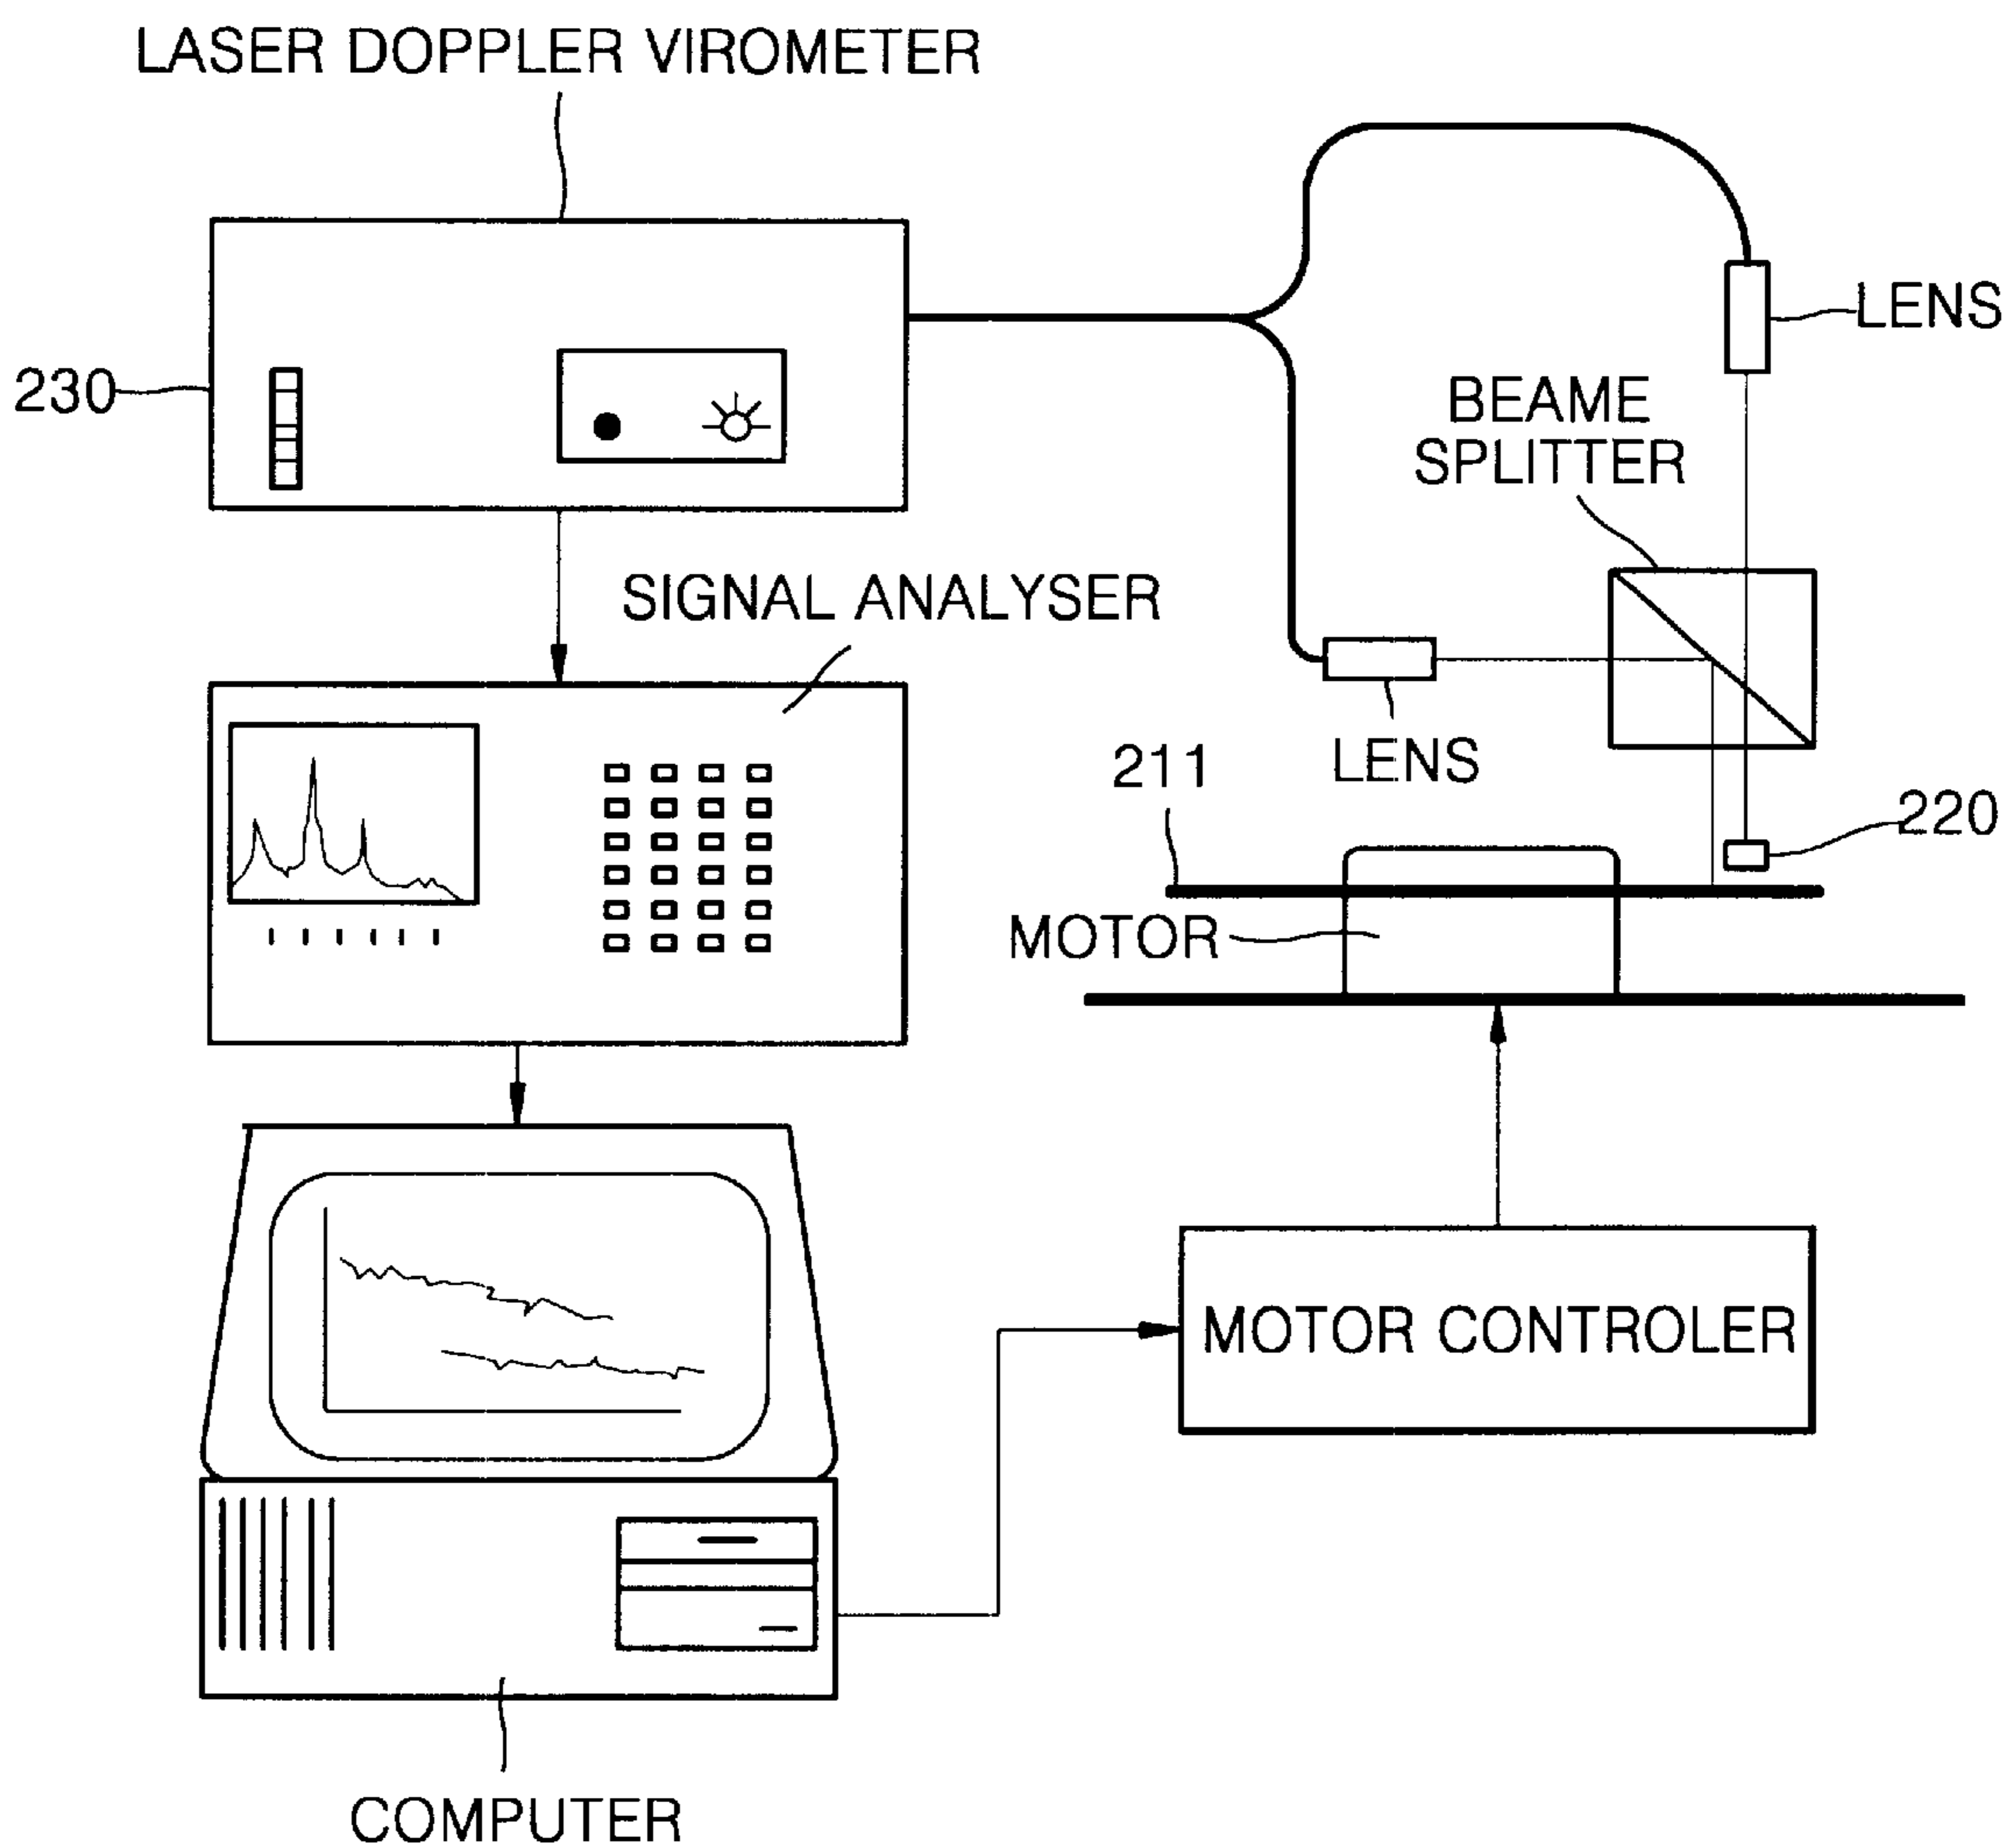 LASER DOPPLER VIROMETER
LENS
230
BEAME
SPLITTER
SIGNAL ANALYSER
LENS
211
220
MOTOR
MOTOR CONTROLER
COMPUTER